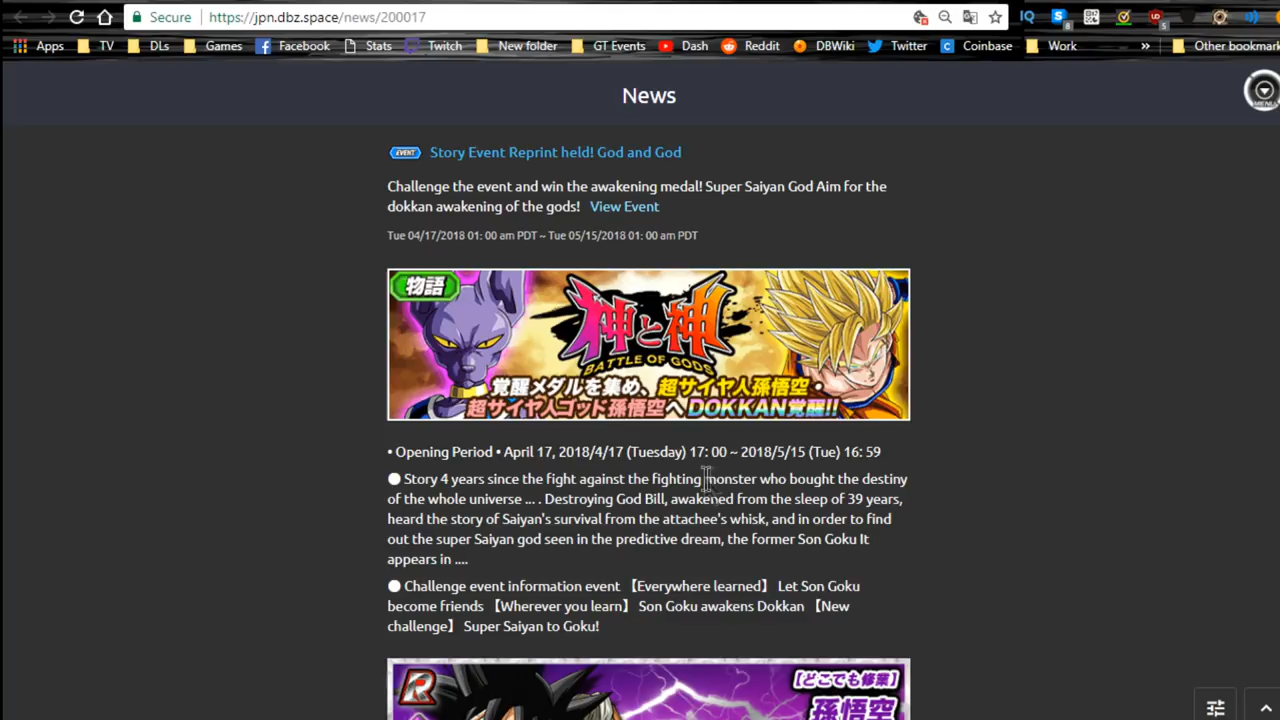 Secure https://jpn.dbz.space/news/200017
Apps TV DLs Games Facebook Stats Twitch New folder GT Events Dash Reddit DBWiki Twitter Coinbase Work » Other bookmark
News
MENU
EVENT Story Event Reprint held! God and God
Challenge the event and win the awakening medal! Super Saiyan God Aim for the
dokkan awakening of the gods! View Event
Tue 04/17/2018 01: 00 am PDT ~ Tue 05/15/2018 01: 00 am PDT
物語
神と神
BATTLE OF GODS
覚醒メダルを集め、超サイヤ人孫悟空・
超サイヤ人ゴッド孫悟空へDOKKAN覚醒!!
• Opening Period • April 17, 2018/4/17 (Tuesday) 17: 00 ~ 2018/5/15 (Tue) 16: 59
● Story 4 years since the fight against the fighting monster who bought the destiny
of the whole universe ... . Destroying God Bill, awakened from the sleep of 39 years,
heard the story of Saiyan's survival from the attachee's whisk, and in order to find
out the super Saiyan god seen in the predictive dream, the former Son Goku It
appears in ....
● Challenge event information event 【Everywhere learned】 Let Son Goku
become friends 【Wherever you learn】 Son Goku awakens Dokkan 【New
challenge】 Super Saiyan to Goku!
R
[どこでも修業]
孫悟空